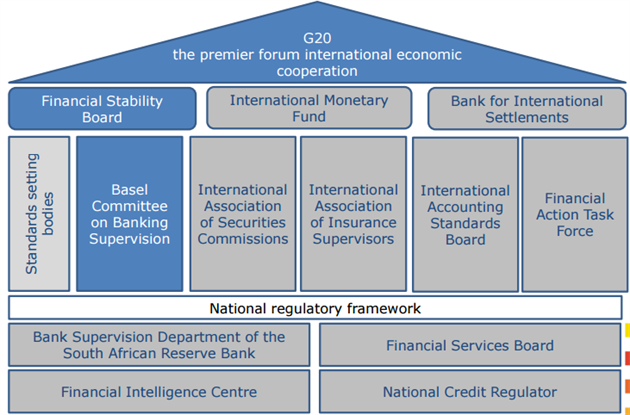 G20
the premier forum international economic
cooperation
Financial Stability
Board
International Monetary
Fund
Bank for International
Settlements
Standards setting
bodies
Basel
Committee
on Banking
Supervision
International
Association
of Securities
Commissions
International
Association
of Insurance
Supervisors
International
Accounting
Standards
Board
Financial
Action Task
Force
National regulatory framework
Bank Supervision Department of the
South African Reserve Bank
Financial Services Board
Financial Intelligence Centre
National Credit Regulator